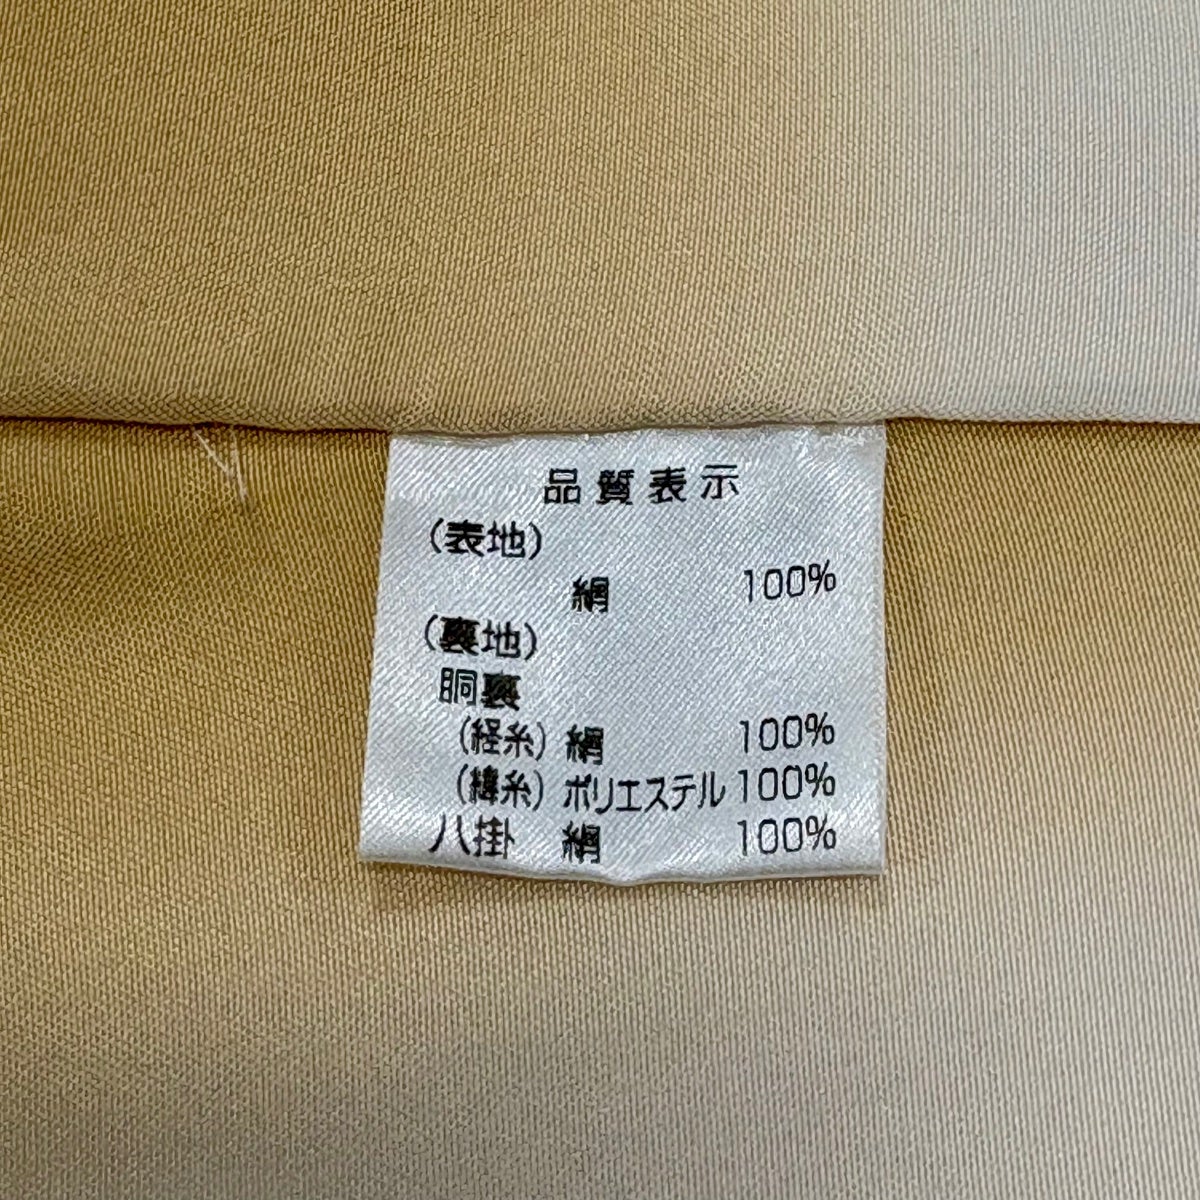 品質表示
(表地)
絹 100%
(裏地)
胴裏
(経糸) 絹 100%
(緯糸) ポリエステル 100%
八掛 絹 100%